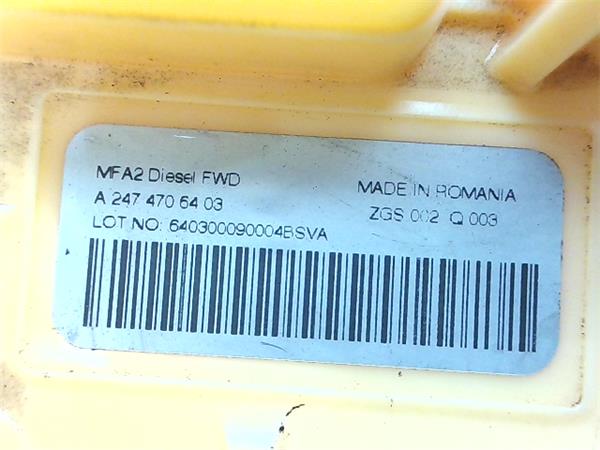 MFA2 Diesel FWD
A 247 470 64 03
LOT NO: 640300090004BSVA
MADE IN ROMANIA
ZGS 002 Q 003